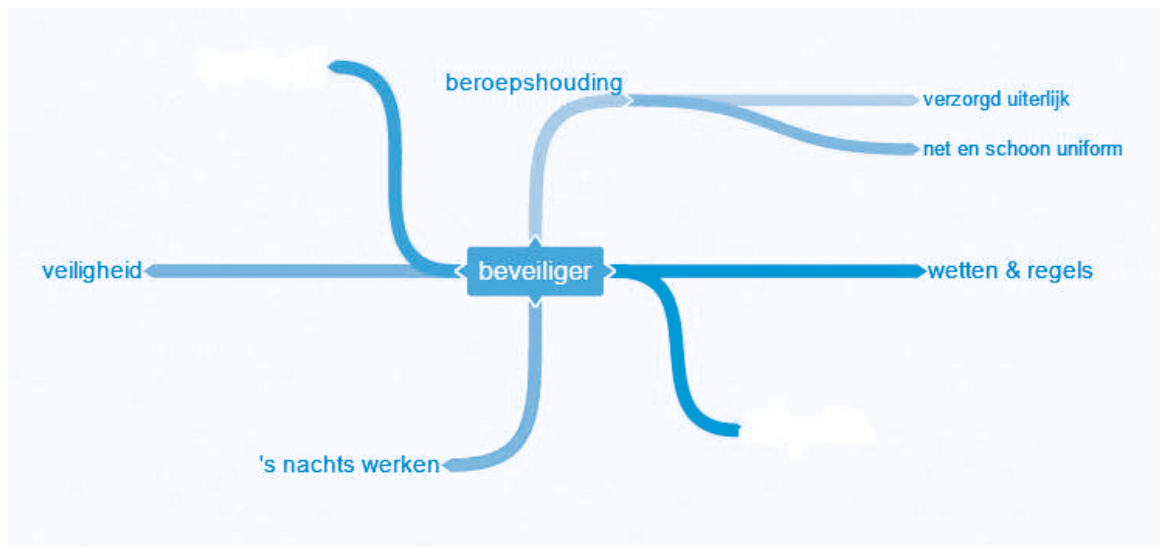 beroepshouding
verzorgd uiterlijk
net en schoon uniform
veiligheid
beveiliger
wetten & regels
's nachts werken